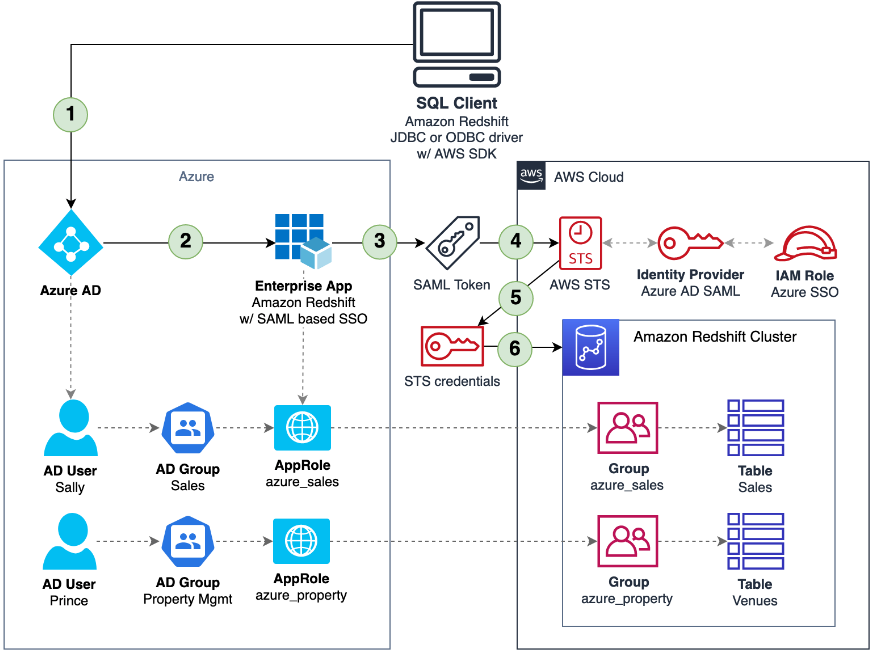 SQL Client
Amazon Redshift
JDBC or ODBC driver
w/ AWS SDK
1
Azure
aws
AWS Cloud
2
3
4
STS
Azure AD
Enterprise App
Amazon Redshift
w/ SAML based SSO
SAML Token
AWS STS
Identity Provider
Azure AD SAML
IAM Role
Azure SSO
5
6
STS credentials
Amazon Redshift Cluster
AD User
Sally
AD Group
Sales
AppRole
azure_sales
Group
azure_sales
Table
Sales
AD User
Prince
AD Group
Property Mgmt
AppRole
azure_property
Group
azure_property
Table
Venues